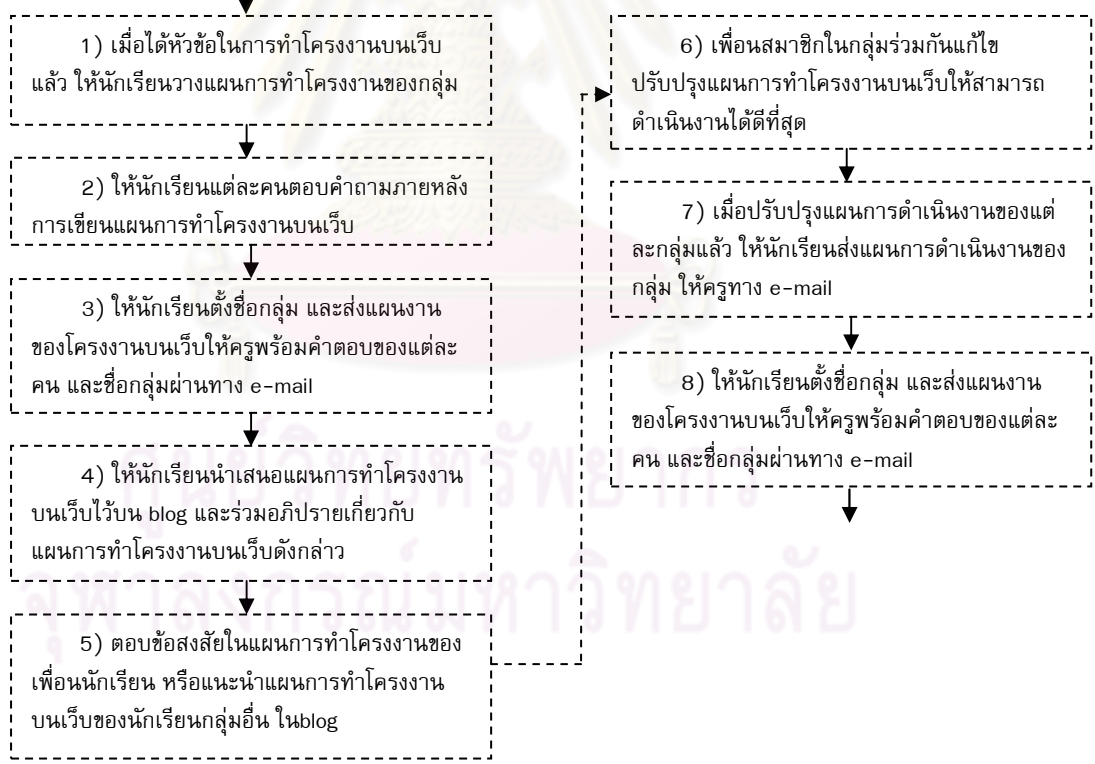 1) เมื่อได้หัวข้อในการทำโครงงานบนเว็บ
แล้ว ให้นักเรียนวางแผนการทำโครงงานของกลุ่ม
2) ให้นักเรียนแต่ละคนตอบคำถามภายหลัง
การเขียนแผนการทำโครงงานบนเว็บ
3) ให้นักเรียนตั้งชื่อกลุ่ม และส่งแผนงาน
ของโครงงานบนเว็บให้ครูพร้อมคำตอบของแต่ละ
คน และชื่อกลุ่มผ่านทาง e-mail
4) ให้นักเรียนนำเสนอแผนการทำโครงงาน
บนเว็บไว้บน blog และร่วมอภิปรายเกี่ยวกับ
แผนการทำโครงงานบนเว็บดังกล่าว
5) ตอบข้อสงสัยในแผนการทำโครงงานของ
เพื่อนนักเรียน หรือแนะนำแผนการทำโครงงาน
บนเว็บของนักเรียนกลุ่มอื่น ในblog
6) เพื่อนสมาชิกในกลุ่มร่วมกันแก้ไข
ปรับปรุงแผนการทำโครงงานบนเว็บให้สามารถ
ดำเนินงานได้ดีที่สุด
7) เมื่อปรับปรุงแผนการดำเนินงานของแต่
ละกลุ่มแล้ว ให้นักเรียนส่งแผนการดำเนินงานของ
กลุ่ม ให้ครูทาง e-mail
8) ให้นักเรียนตั้งชื่อกลุ่ม และส่งแผนงาน
ของโครงงานบนเว็บให้ครูพร้อมคำตอบของแต่ละ
คน และชื่อกลุ่มผ่านทาง e-mail
ศูนย์วิทยทรัพยากร
จุฬาลงกรณ์มหาวิทยาลัย